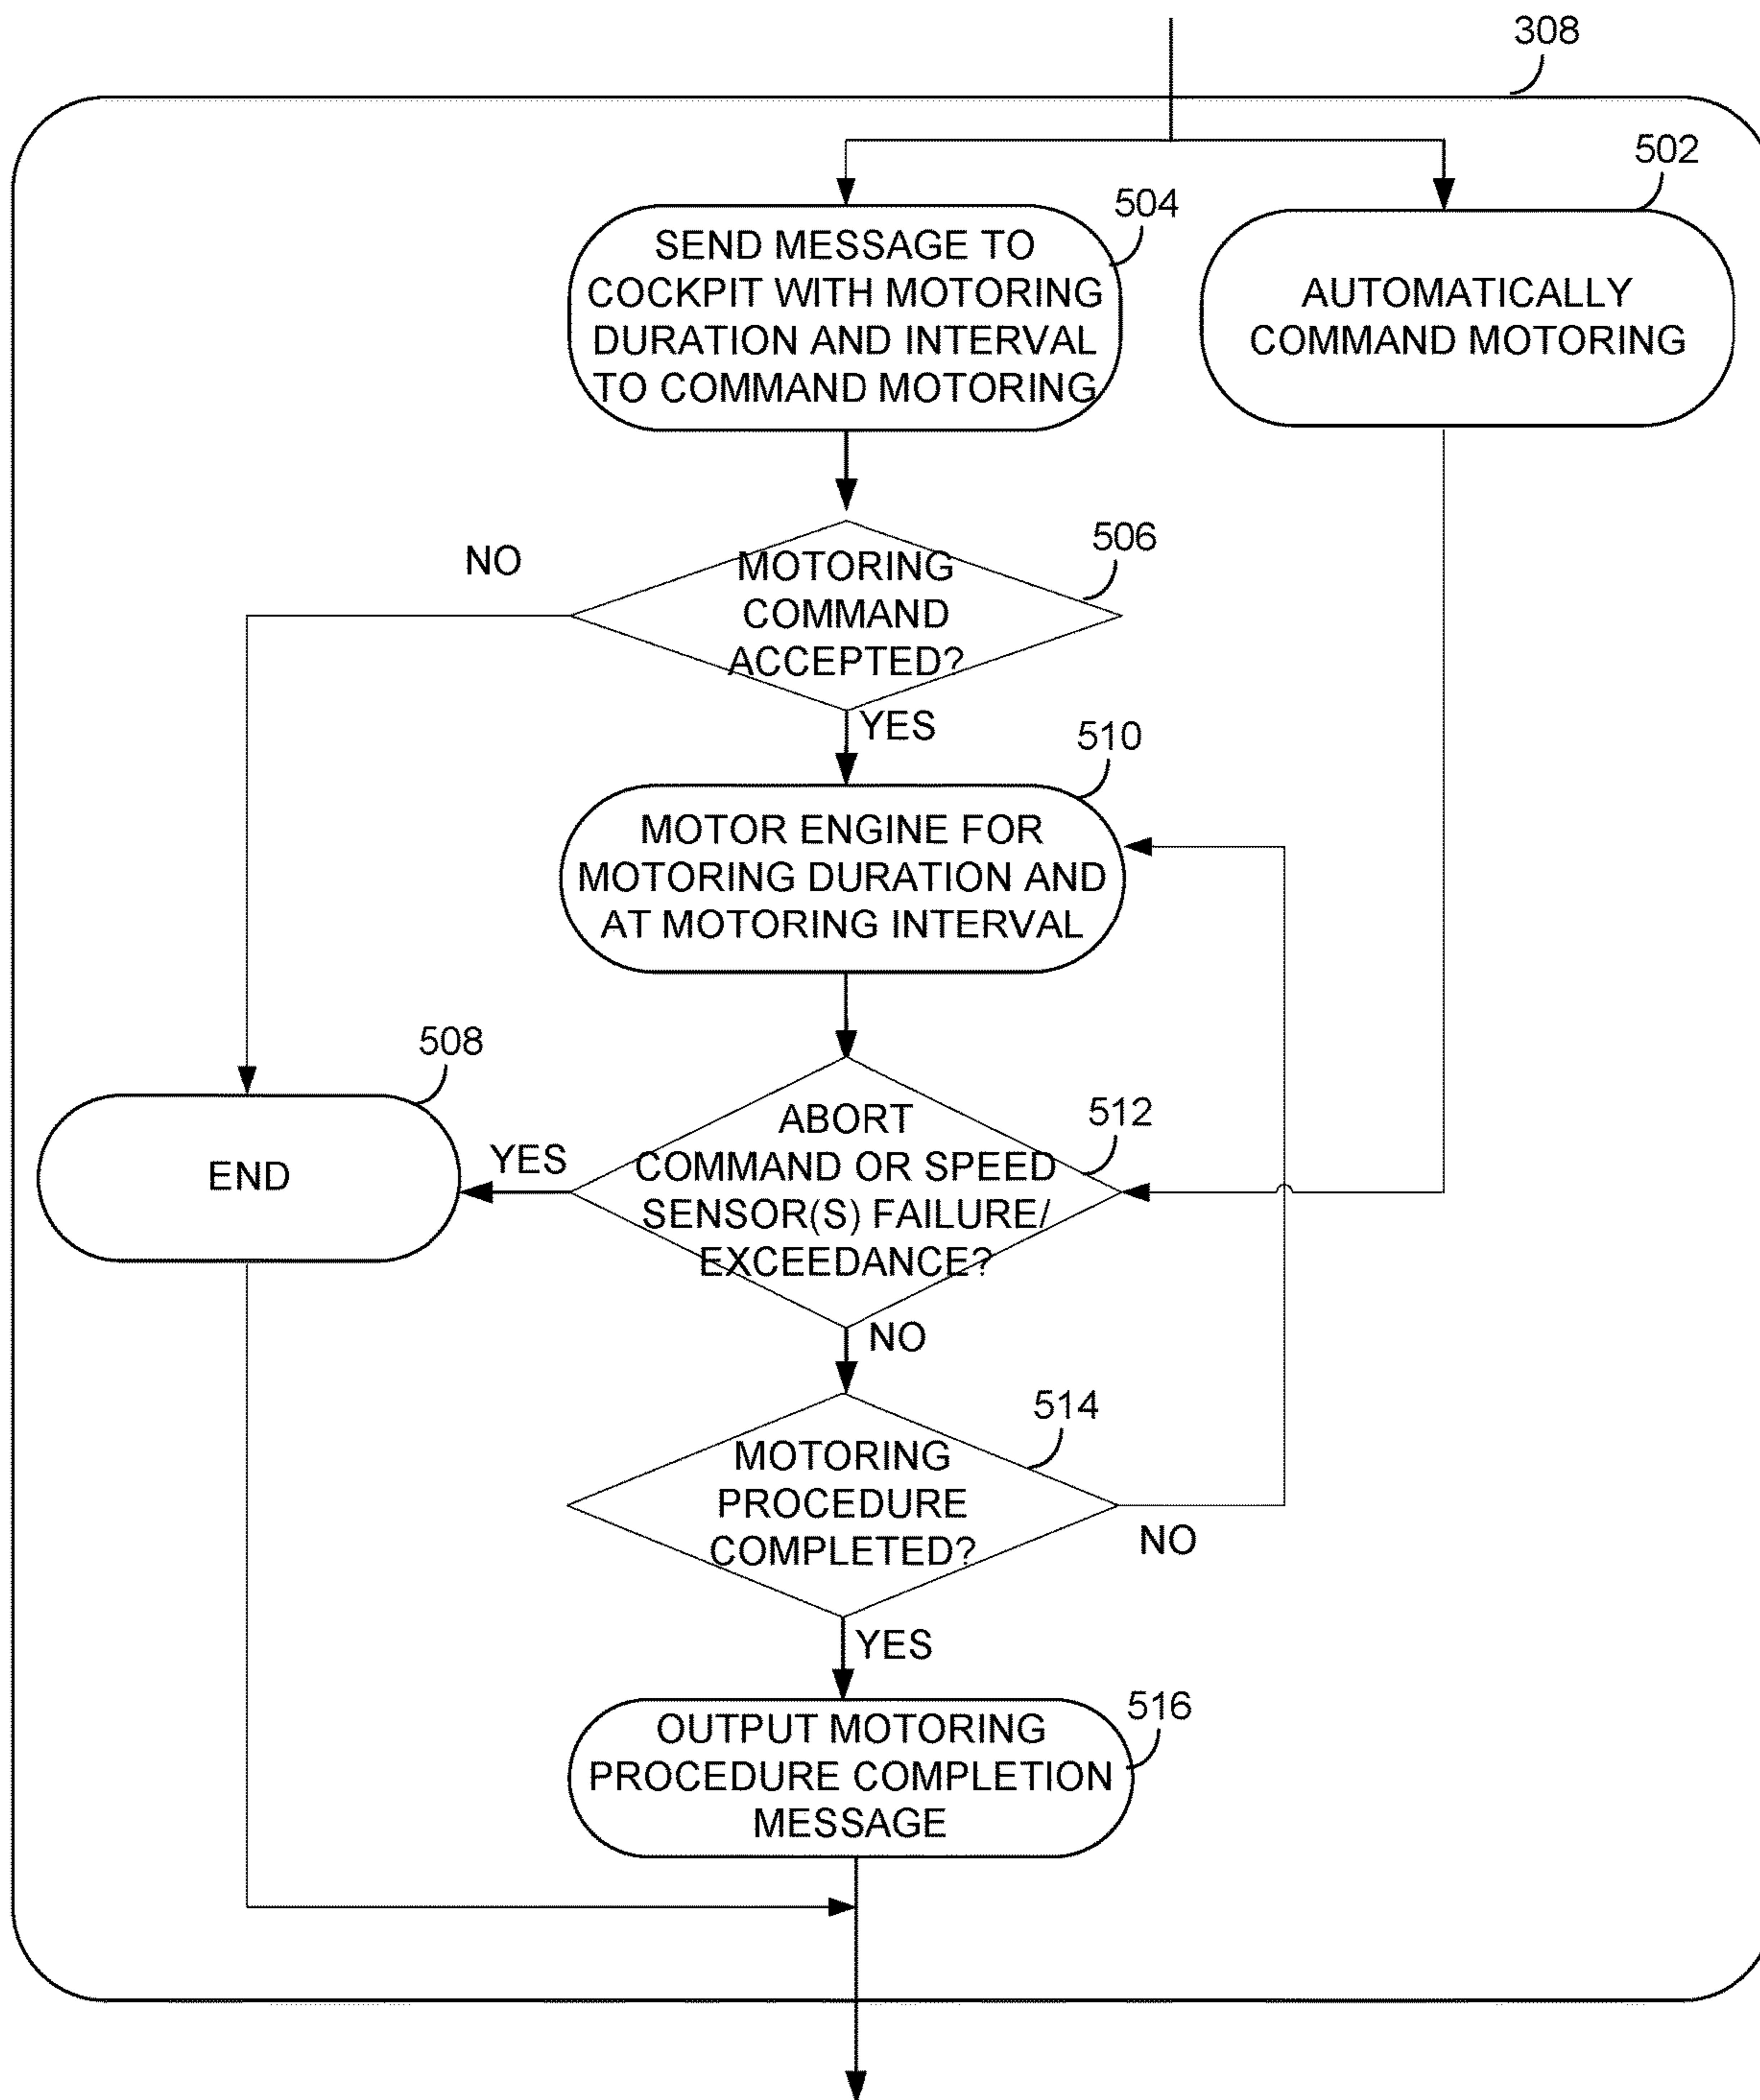 308
502
504
SEND MESSAGE TO
COCKPIT WITH MOTORING
DURATION AND INTERVAL
TO COMMAND MOTORING
AUTOMATICALLY
COMMAND MOTORING
506
NO
MOTORING
COMMAND
ACCEPTED?
YES
510
MOTOR ENGINE FOR
MOTORING DURATION AND
AT MOTORING INTERVAL
508
END
YES
512
ABORT
COMMAND OR SPEED
SENSOR(S) FAILURE/
EXCEEDANCE?
NO
514
MOTORING
PROCEDURE
COMPLETED?
NO
YES
516
OUTPUT MOTORING
PROCEDURE COMPLETION
MESSAGE